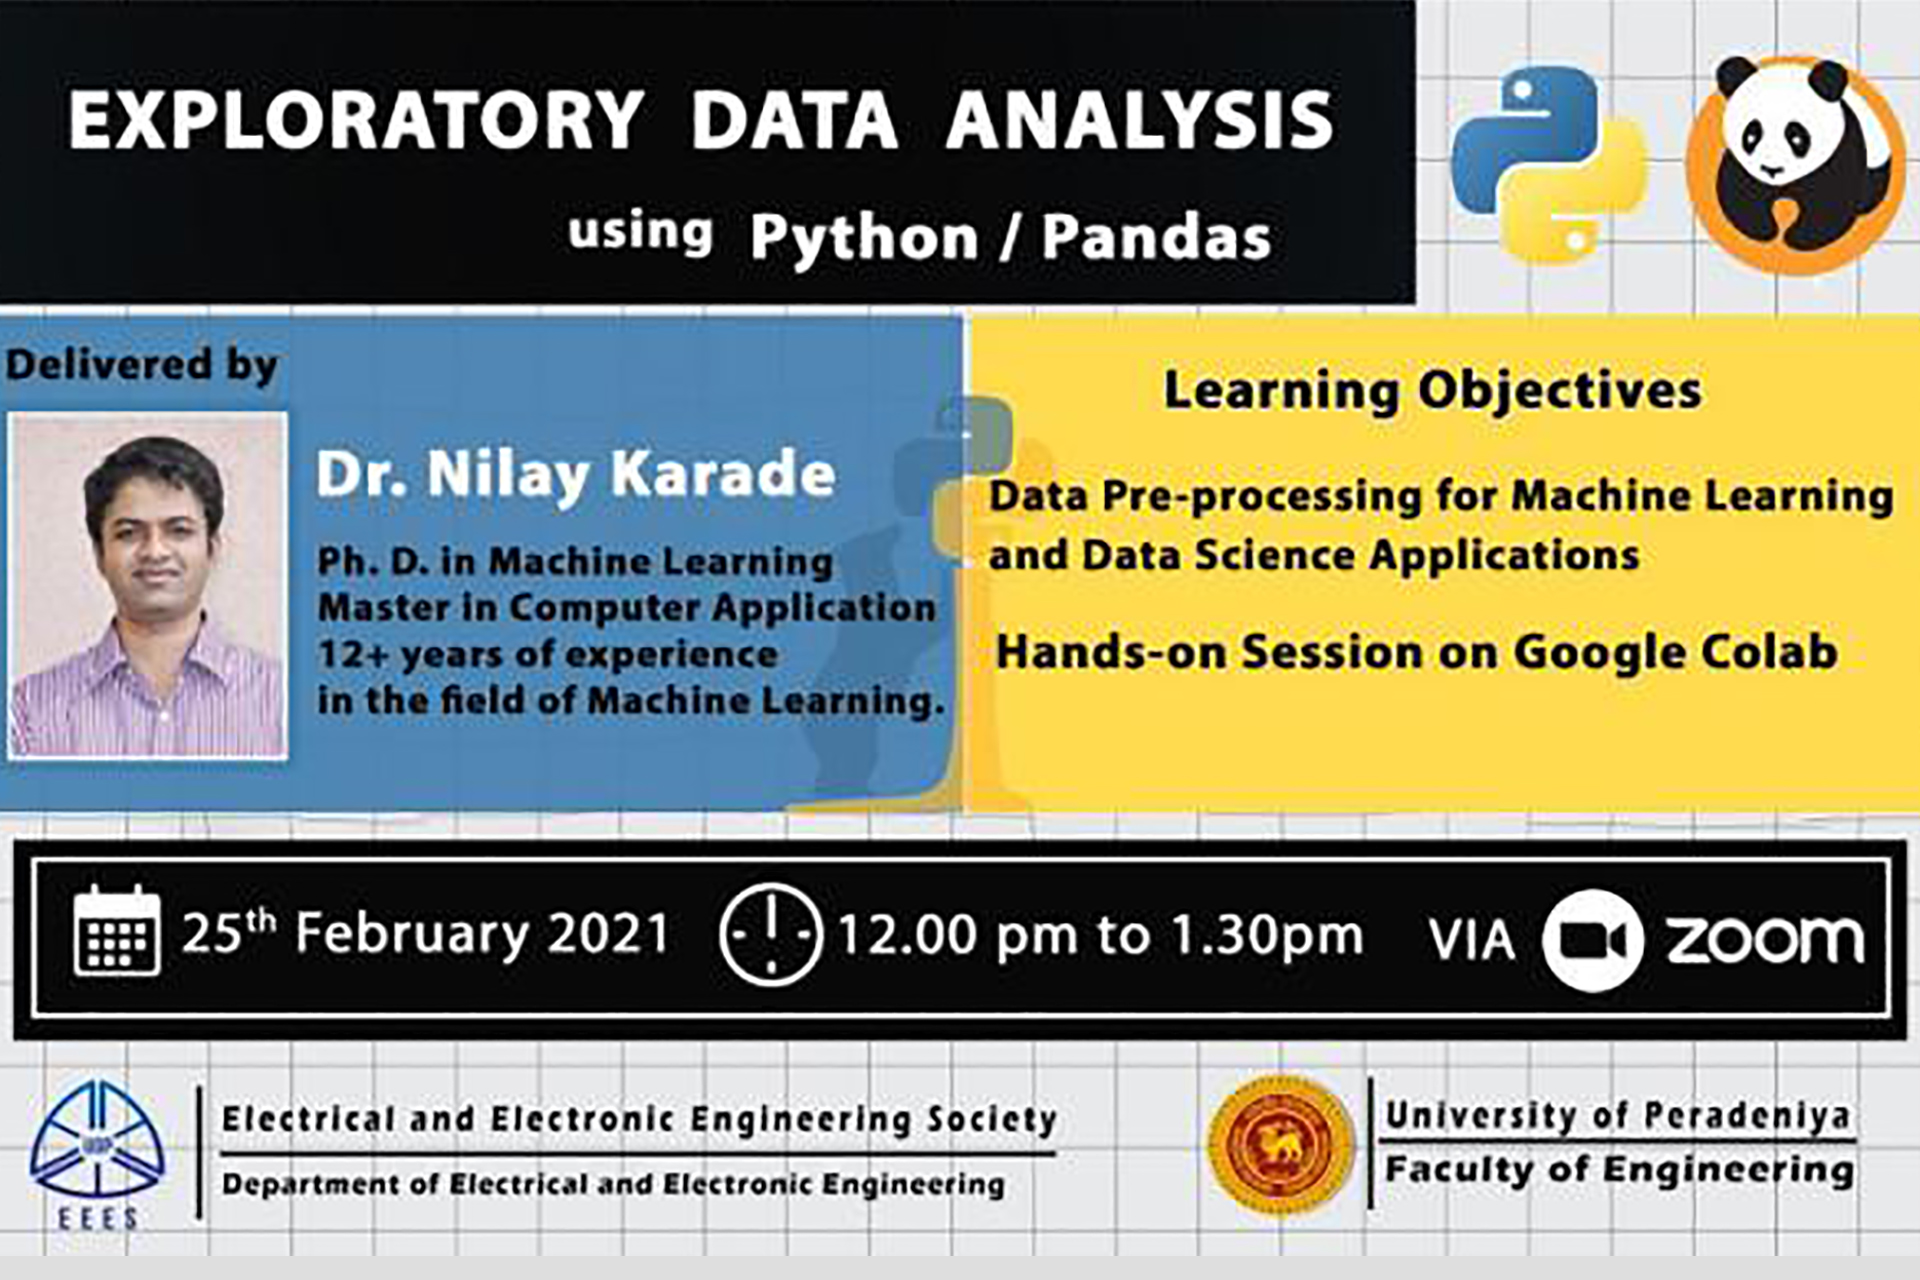 EXPLORATORY DATA ANALYSIS
using Python / Pandas
Delivered by
Dr. Nilay Karade
Ph. D. in Machine Learning
Master in Computer Application
12+ years of experience
in the field of Machine Learning.
Learning Objectives
Data Pre-processing for Machine Learning
and Data Science Applications
Hands-on Session on Google Colab
25th February 2021
12.00 pm to 1.30pm
VIA zoom
EEES
Electrical and Electronic Engineering Society
Department of Electrical and Electronic Engineering
University of Peradeniya
Faculty of Engineering